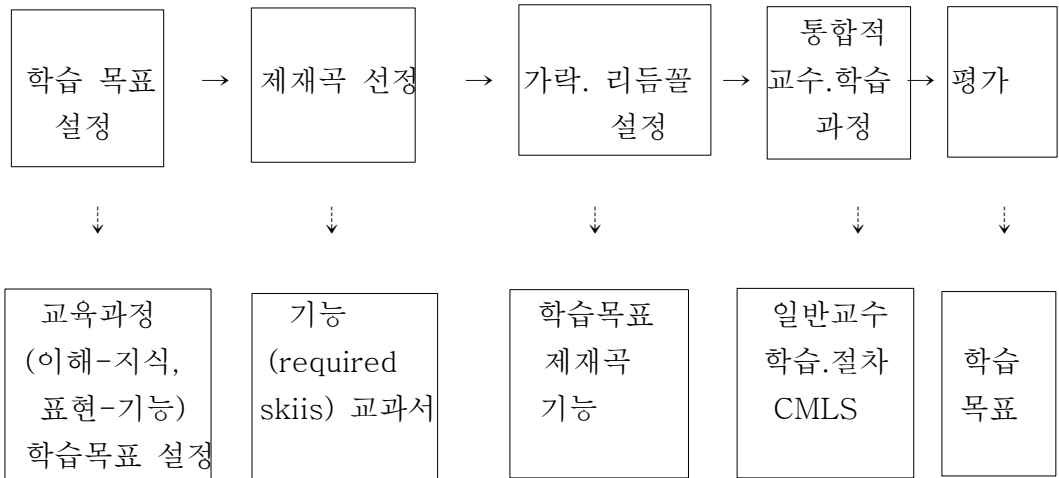 학습 목표
설정
→
제재곡 선정
→
가락. 리듬꼴
설정
→
통합적
교수.학습
과정
→
평가
⇣
⇣
⇣
⇣
⇣
교육과정
(이해-지식,
표현-기능)
학습목표 설정
기능
(required
skiis) 교과서
학습목표
제재곡
기능
일반교수
학습.절차
CMLS
학습
목표